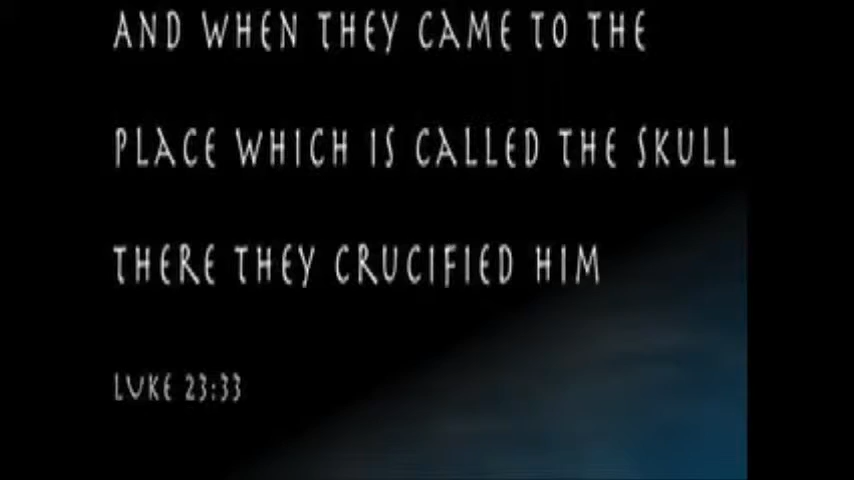 AND WHEN THEY CAME TO THE
PLACE WHICH IS CALLED THE SKULL
THERE THEY CRUCIFIED HIM
LUKE 23:33